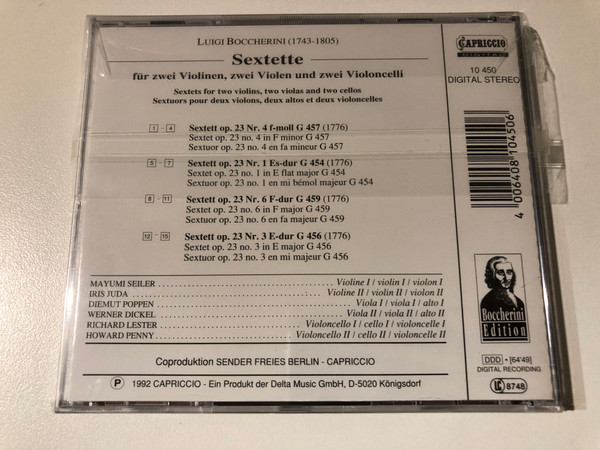 LUIGI BOCCHERINI (1743-1805)
Sextette
für zwei Violinen, zwei Violen und zwei Violoncelli
Sextets for two violins, two violas and two cellos
Sextuors pour deux violons, deux altos et deux violoncelles
1 - 4 Sextett op. 23 Nr. 4 f-moll G 457 (1776)
Sextet op. 23 no. 4 in F minor G 457
Sextuor op. 23 no. 4 en fa mineur G 457
5 - 7 Sextett op. 23 Nr. 1 Es-dur G 454 (1776)
Sextet op. 23 no. 1 in E flat major G 454
Sextuor op. 23 no. 1 en mi bémol majeur G 454
8 - 11 Sextett op. 23 Nr. 6 F-dur G 459 (1776)
Sextet op. 23 no. 6 in F major G 459
Sextuor op. 23 no. 6 en fa majeur G 459
12 - 15 Sextett op. 23 Nr. 3 E-dur G 456 (1776)
Sextet op. 23 no. 3 in E major G 456
Sextuor op. 23 no. 3 en mi majeur G 456
MAYUMI SEILER Violine I / violin I / violon I
IRIS JUDA Violine II / violin II / violon II
DIEMUT POPPEN Viola I / viola I / alto I
WERNER DICKEL Viola II / viola II / alto II
RICHARD LESTER Violoncello I / cello I / violoncelle I
HOWARD PENNY Violoncello II / cello II / violoncelle II
Coproduktion SENDER FREIES BERLIN - CAPRICCIO
P 1992 CAPRICCIO - Ein Produkt der Delta Music GmbH, D-5020 Königsdorf
CAPRICCIO
DIGITAL
10 450
DIGITAL STEREO
4 006408 104506
Boccherini
Edition
DDD • [64'49]
DIGITAL RECORDING
LC 8748